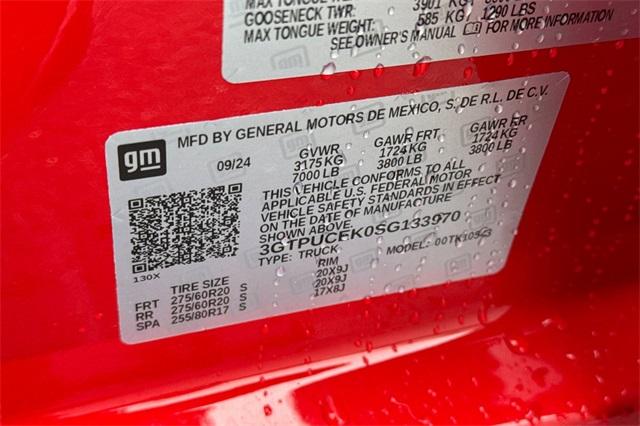 MAX TONGUE
GOOSENECK TWR: 3901 KG
MAX TONGUE WEIGHT: 585 KG 1290 LBS
SEE OWNER'S MANUAL FOR MORE INFORMATION
gm
MFD BY GENERAL MOTORS DE MEXICO, S. DE R.L. DE C.V.
09/24 GVWR GAWR FRT GAWR RR
3175 KG 1724 KG 1724 KG
7000 LB 3800 LB 3800 LB
THIS VEHICLE CONFORMS TO ALL
APPLICABLE U.S. FEDERAL MOTOR
VEHICLE SAFETY STANDARDS IN EFFECT
ON THE DATE OF MANUFACTURE
SHOWN ABOVE.
3GTPUCEK0SG133970
TYPE: TRUCK MODEL: 00TK10543
130X
TIRE SIZE RIM
FRT 275/60R20 S 20X9J
RR 275/60R20 S 20X9J
SPA 255/80R17 S 17X8J